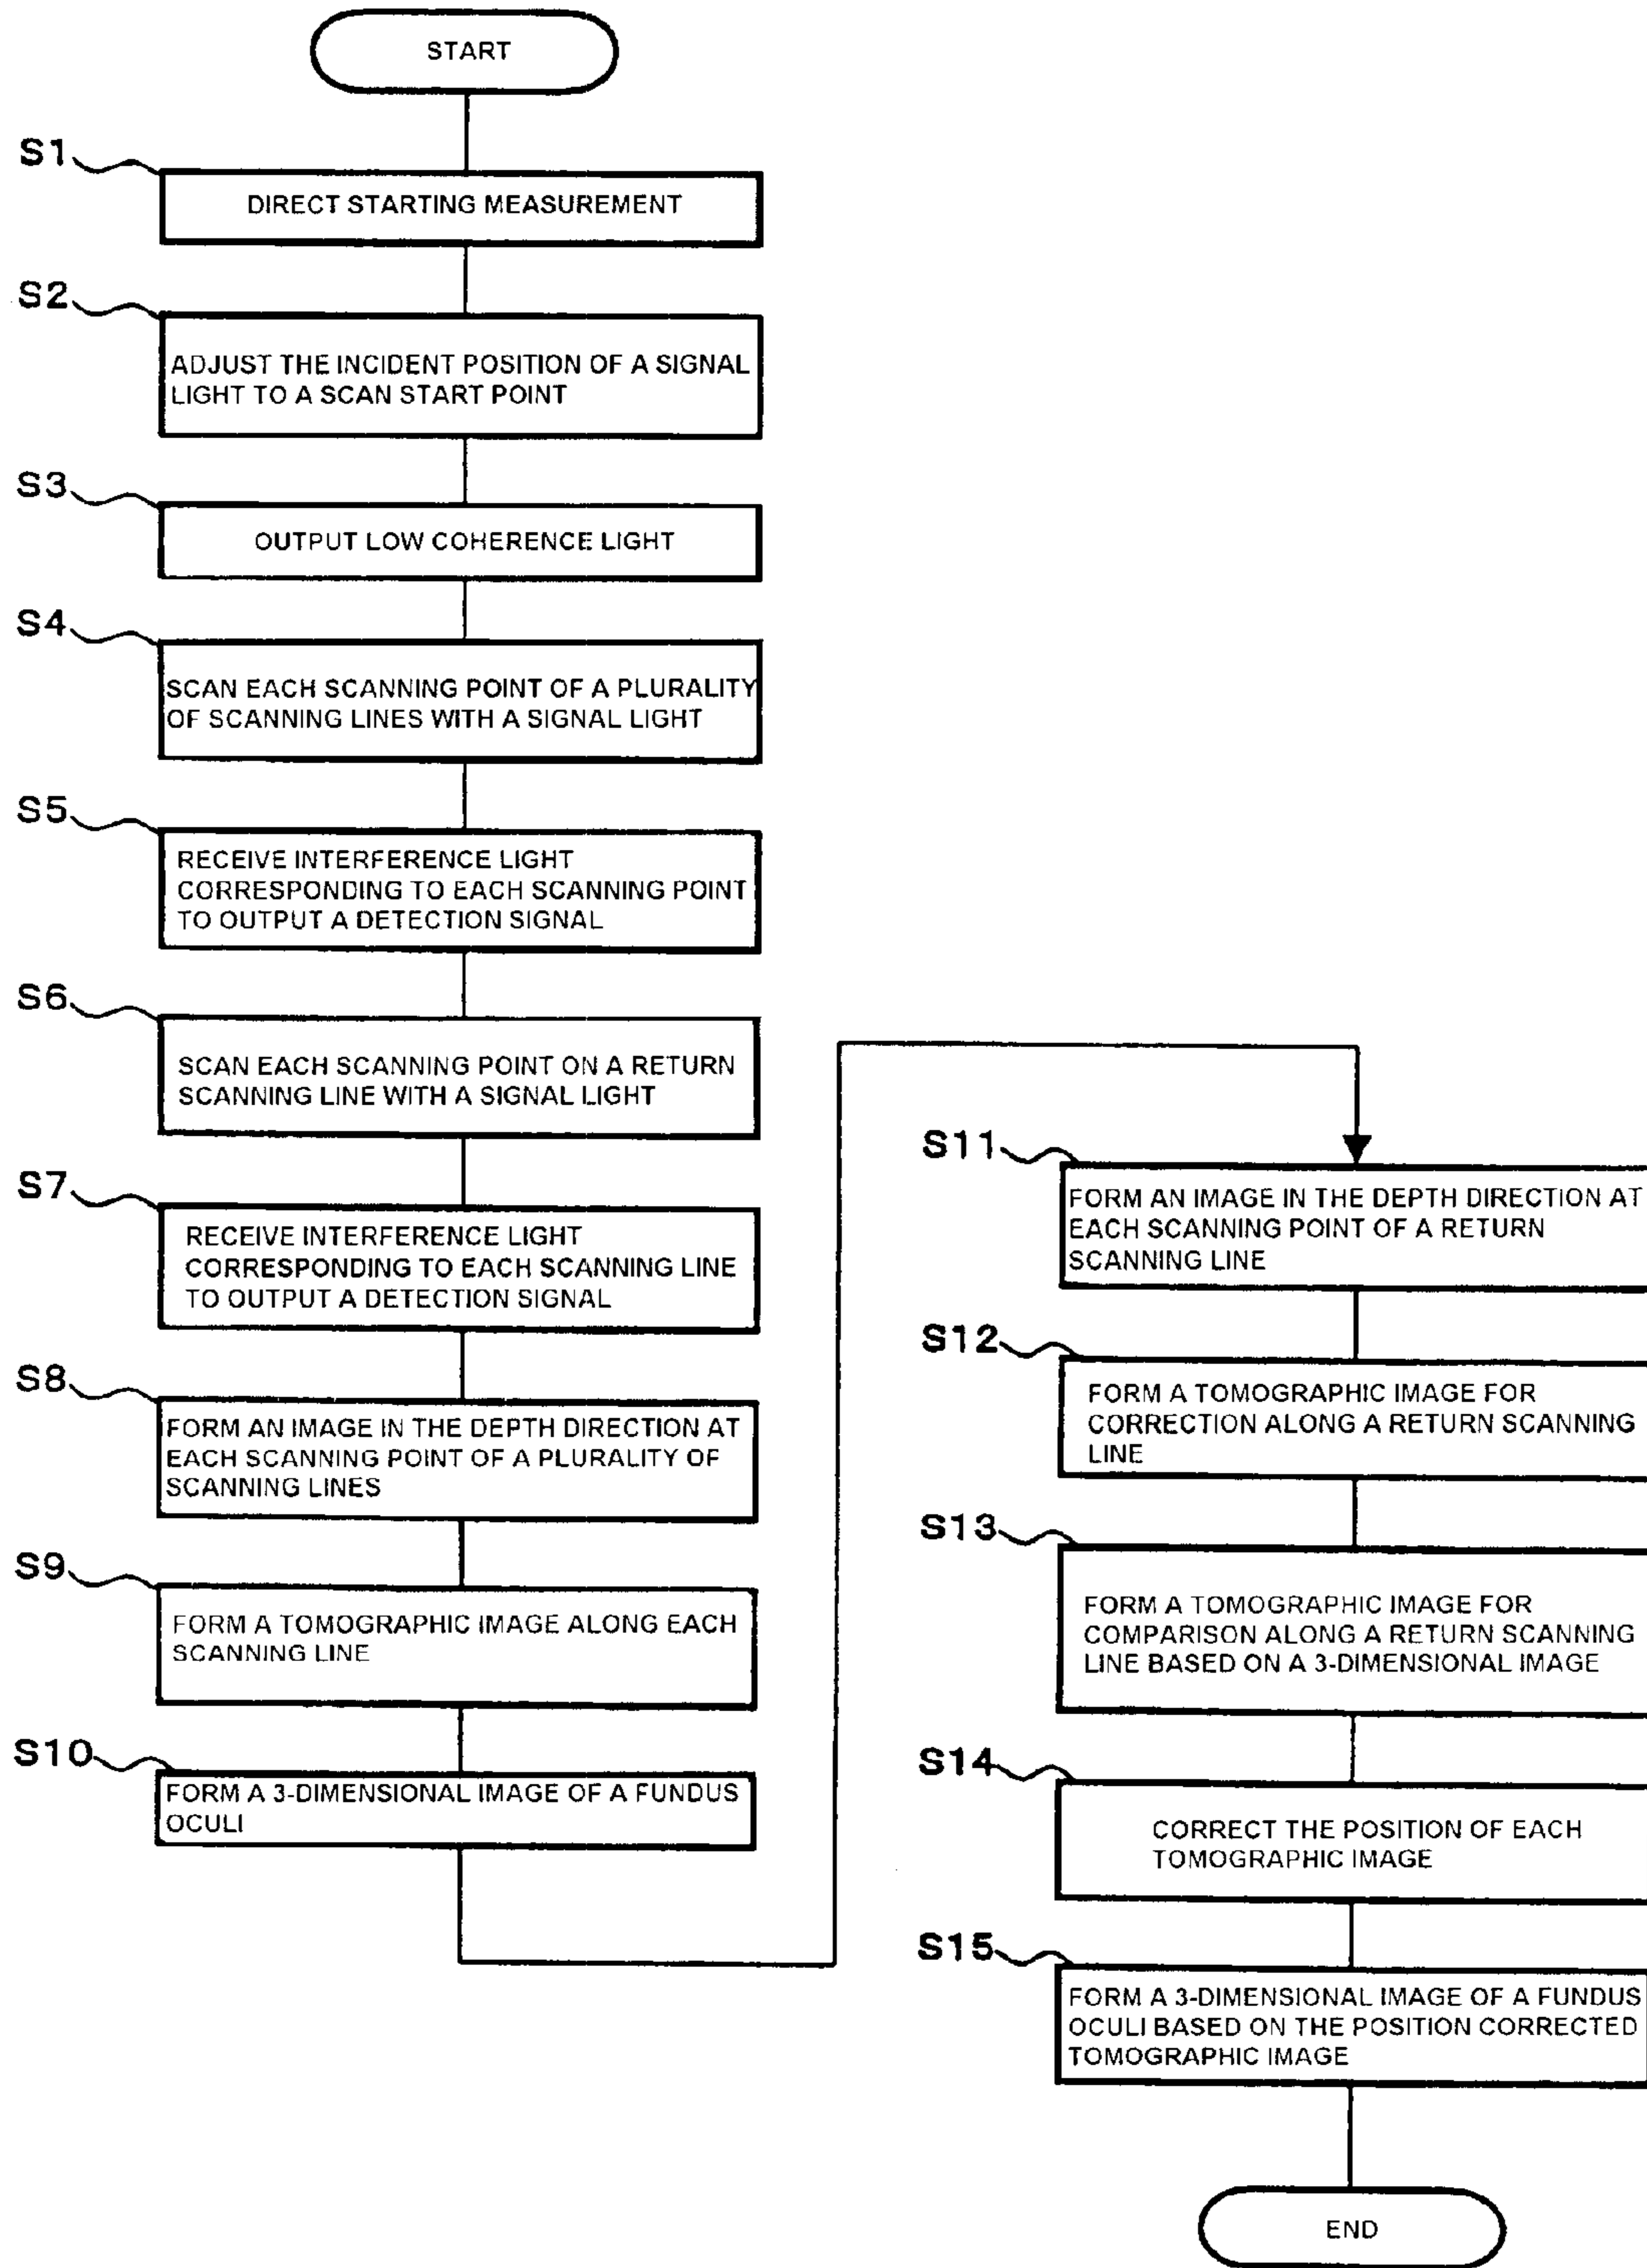 START
S1
DIRECT STARTING MEASUREMENT
S2
ADJUST THE INCIDENT POSITION OF A SIGNAL
LIGHT TO A SCAN START POINT
S3
OUTPUT LOW COHERENCE LIGHT
S4
SCAN EACH SCANNING POINT OF A PLURALITY
OF SCANNING LINES WITH A SIGNAL LIGHT
S5
RECEIVE INTERFERENCE LIGHT
CORRESPONDING TO EACH SCANNING POINT
TO OUTPUT A DETECTION SIGNAL
S6
SCAN EACH SCANNING POINT ON A RETURN
SCANNING LINE WITH A SIGNAL LIGHT
S7
RECEIVE INTERFERENCE LIGHT
CORRESPONDING TO EACH SCANNING LINE
TO OUTPUT A DETECTION SIGNAL
S8
FORM AN IMAGE IN THE DEPTH DIRECTION AT
EACH SCANNING POINT OF A PLURALITY OF
SCANNING LINES
S9
FORM A TOMOGRAPHIC IMAGE ALONG EACH
SCANNING LINE
S10
FORM A 3-DIMENSIONAL IMAGE OF A FUNDUS
OCULI
S11
FORM AN IMAGE IN THE DEPTH DIRECTION AT
EACH SCANNING POINT OF A RETURN
SCANNING LINE
S12
FORM A TOMOGRAPHIC IMAGE FOR
CORRECTION ALONG A RETURN SCANNING
LINE
S13
FORM A TOMOGRAPHIC IMAGE FOR
COMPARISON ALONG A RETURN SCANNING
LINE BASED ON A 3-DIMENSIONAL IMAGE
S14
CORRECT THE POSITION OF EACH
TOMOGRAPHIC IMAGE
S15
FORM A 3-DIMENSIONAL IMAGE OF A FUNDUS
OCULI BASED ON THE POSITION CORRECTED
TOMOGRAPHIC IMAGE
END